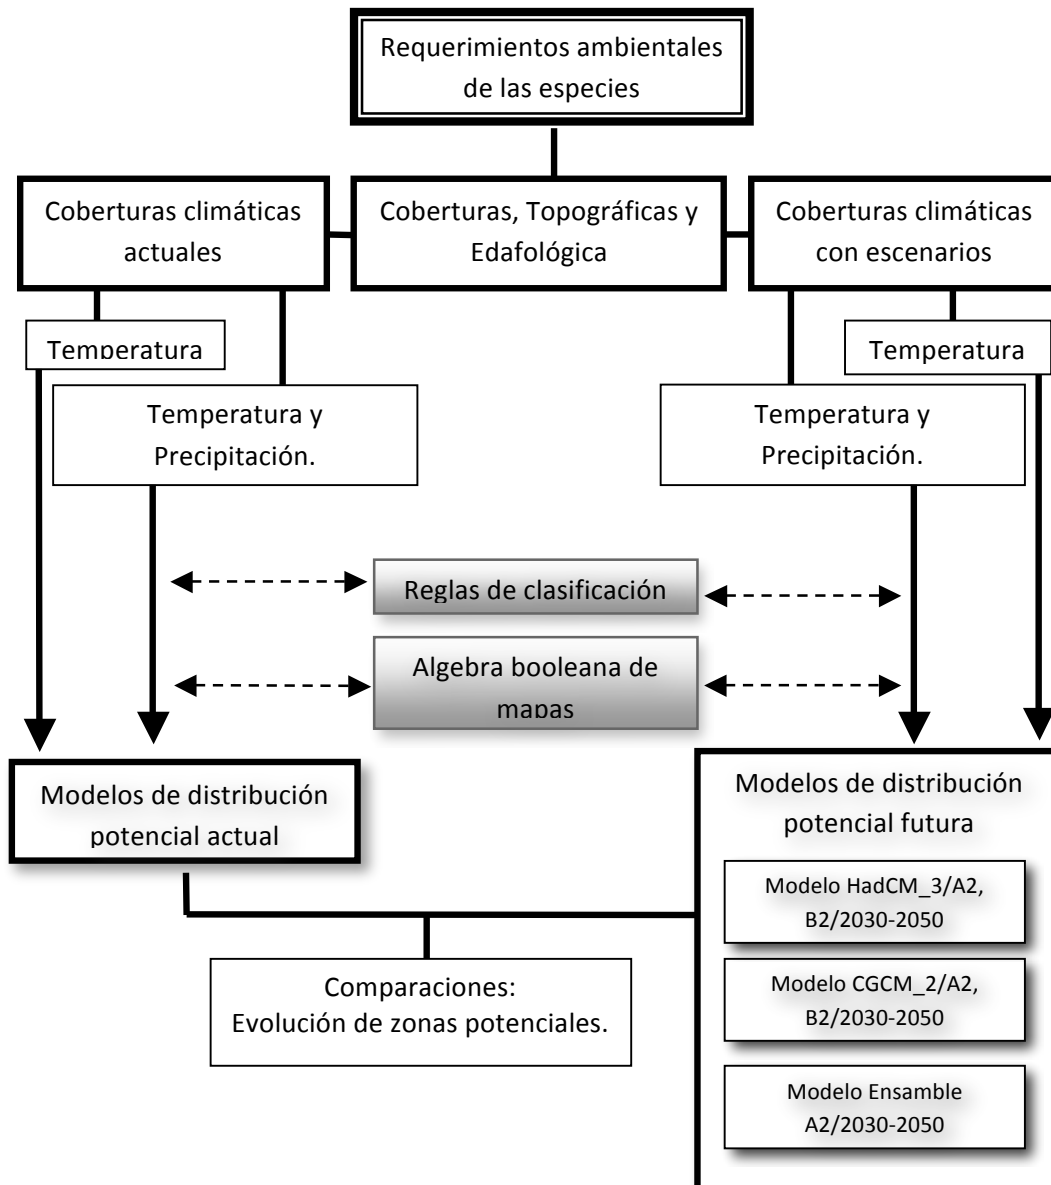 Requerimientos ambientales
de las especies
Coberturas climáticas
actuales
Coberturas, Topográficas y
Edafológica
Coberturas climáticas
con escenarios
Temperatura
Temperatura
Temperatura y
Precipitación.
Temperatura y
Precipitación.
Reglas de clasificación
Algebra booleana de
mapas
Modelos de distribución
potencial actual
Modelos de distribución
potencial futura
Modelo HadCM_3/A2,
B2/2030-2050
Modelo CGCM_2/A2,
B2/2030-2050
Modelo Ensamble
A2/2030-2050
Comparaciones:
Evolución de zonas potenciales.